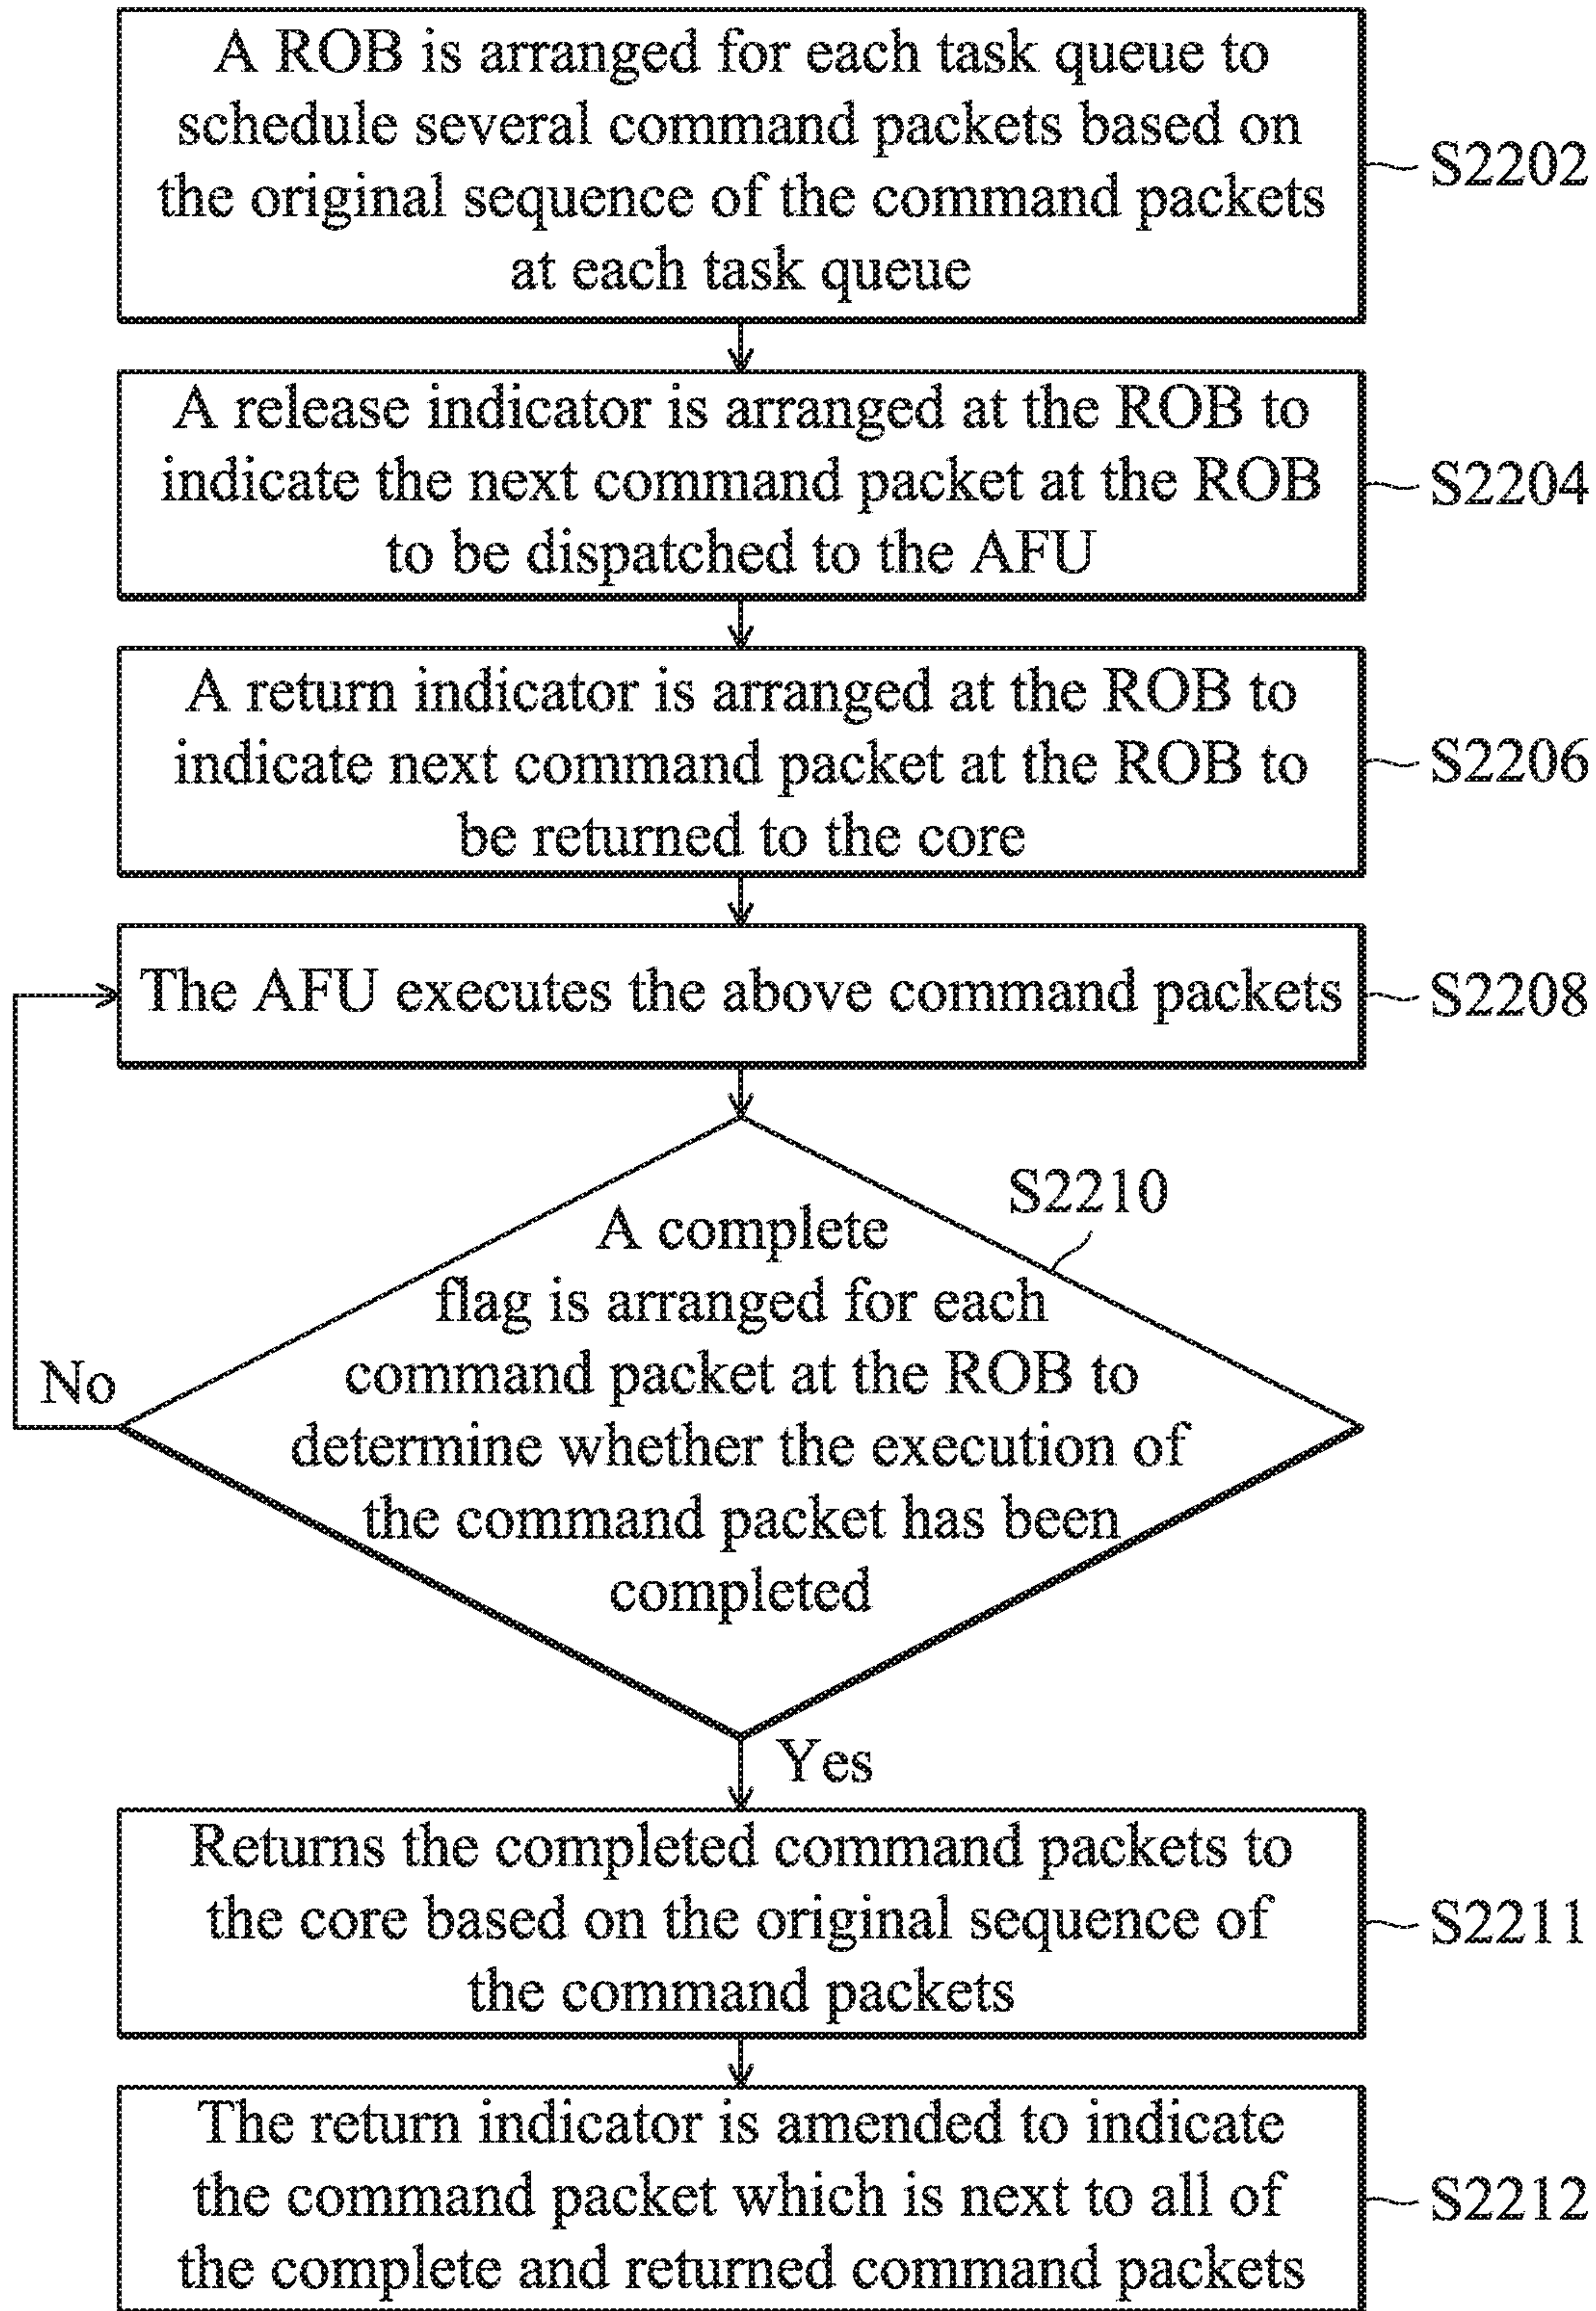 A ROB is arranged for each task queue to
schedule several command packets based on
the original sequence of the command packets
at each task queue
S2202
A release indicator is arranged at the ROB to
indicate the next command packet at the ROB
to be dispatched to the AFU
S2204
A return indicator is arranged at the ROB to
indicate next command packet at the ROB to
be returned to the core
S2206
The AFU executes the above command packets
S2208
S2210
A complete
flag is arranged for each
command packet at the ROB to
determine whether the execution of
the command packet has been
completed
No
Yes
Returns the completed command packets to
the core based on the original sequence of
the command packets
S2211
The return indicator is amended to indicate
the command packet which is next to all of
the complete and returned command packets
S2212